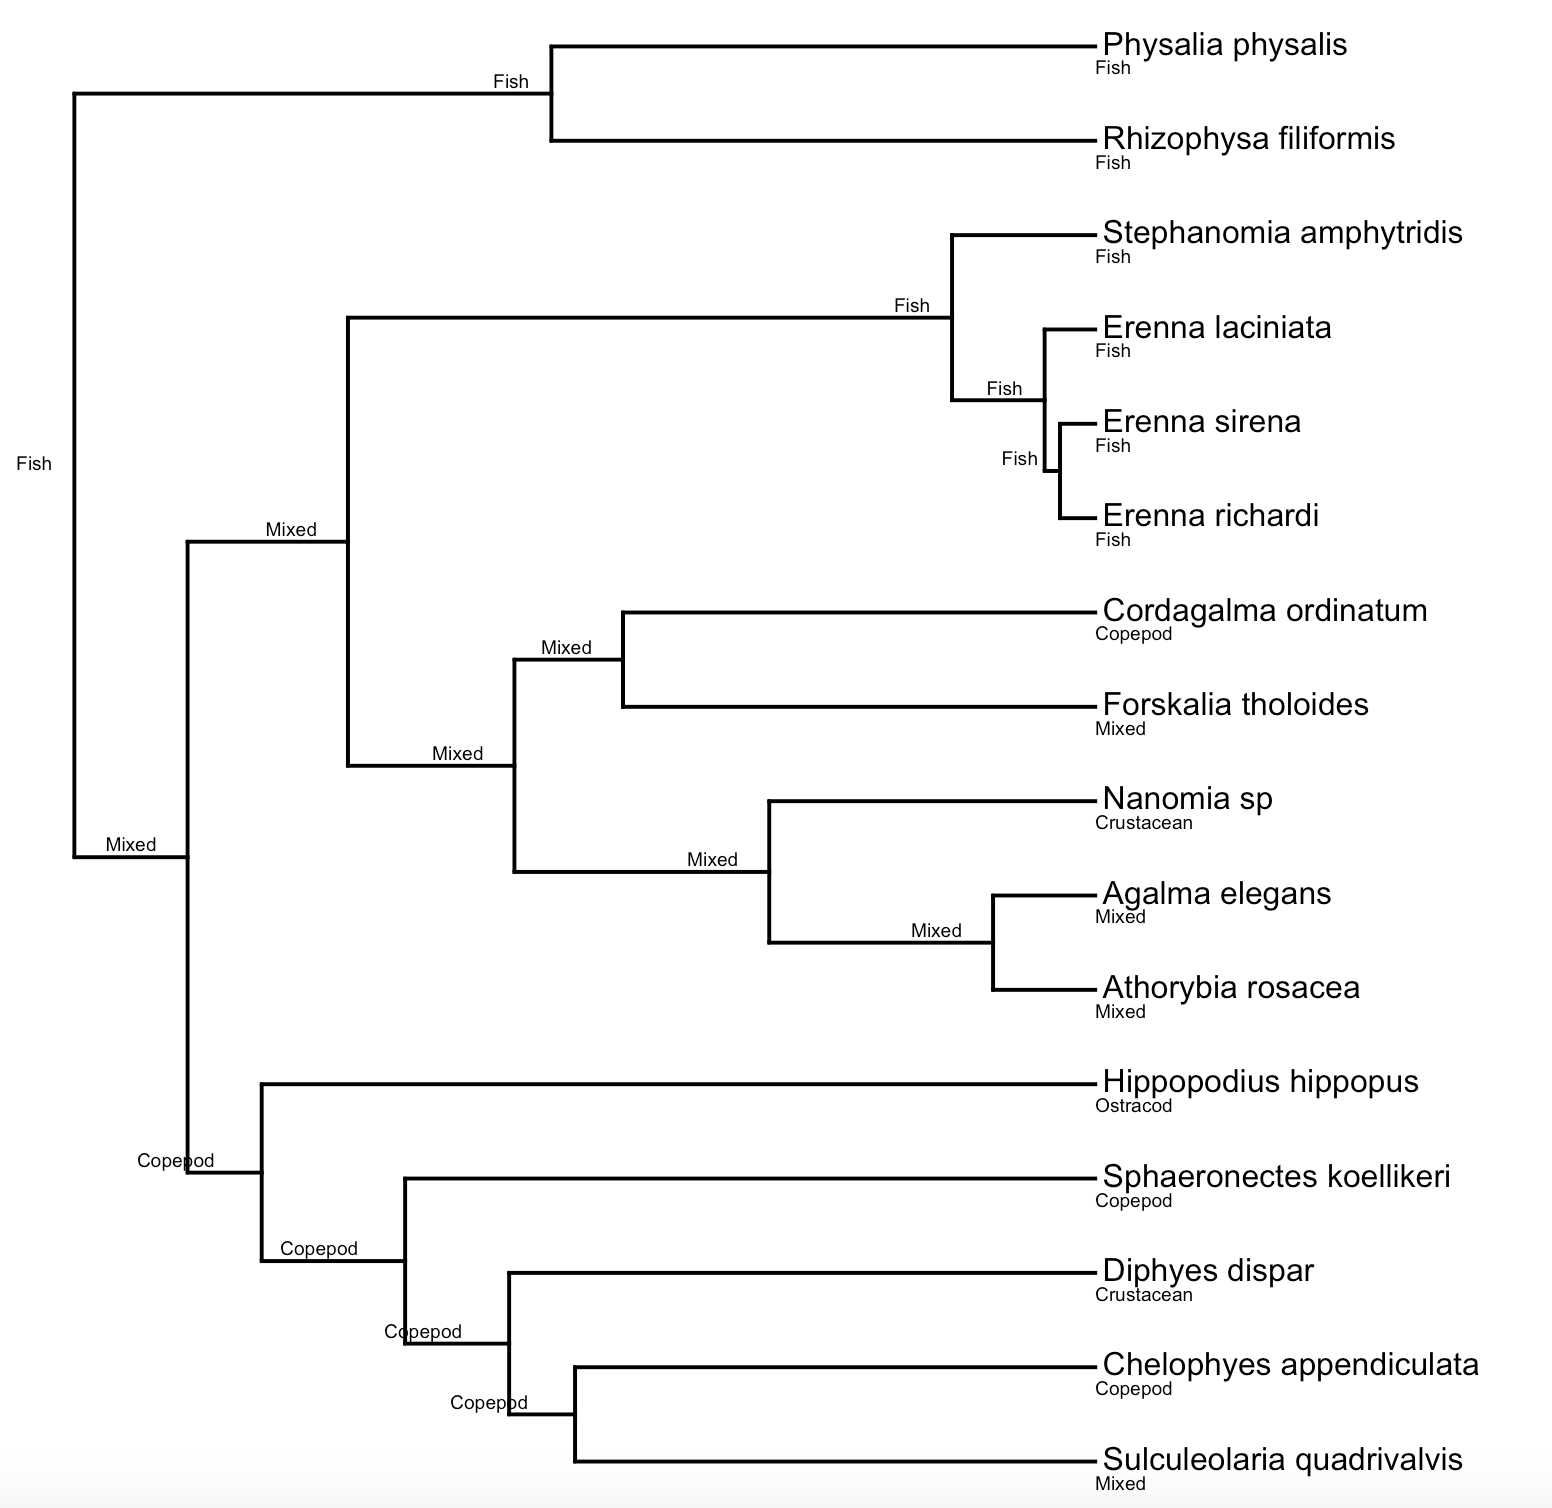 Physalia physalis
Fish
Fish
Rhizophysa filiformis
Fish
Stephanomia amphytridis
Fish
Fish
Erenna laciniata
Fish
Fish
Erenna sirena
Fish
Fish
Fish
Erenna richardi
Fish
Mixed
Cordagalma ordinatum
Copepod
Mixed
Forskalia tholoides
Mixed
Mixed
Nanomia sp
Crustacean
Mixed
Mixed
Agalma elegans
Mixed
Mixed
Athorybia rosacea
Mixed
Hippopodius hippopus
Ostracod
Copepod
Sphaeronectes koellikeri
Copepod
Copepod
Diphyes dispar
Crustacean
Copepod
Chelophyes appendiculata
Copepod
Copepod
Sulculeolaria quadrivalvis
Mixed